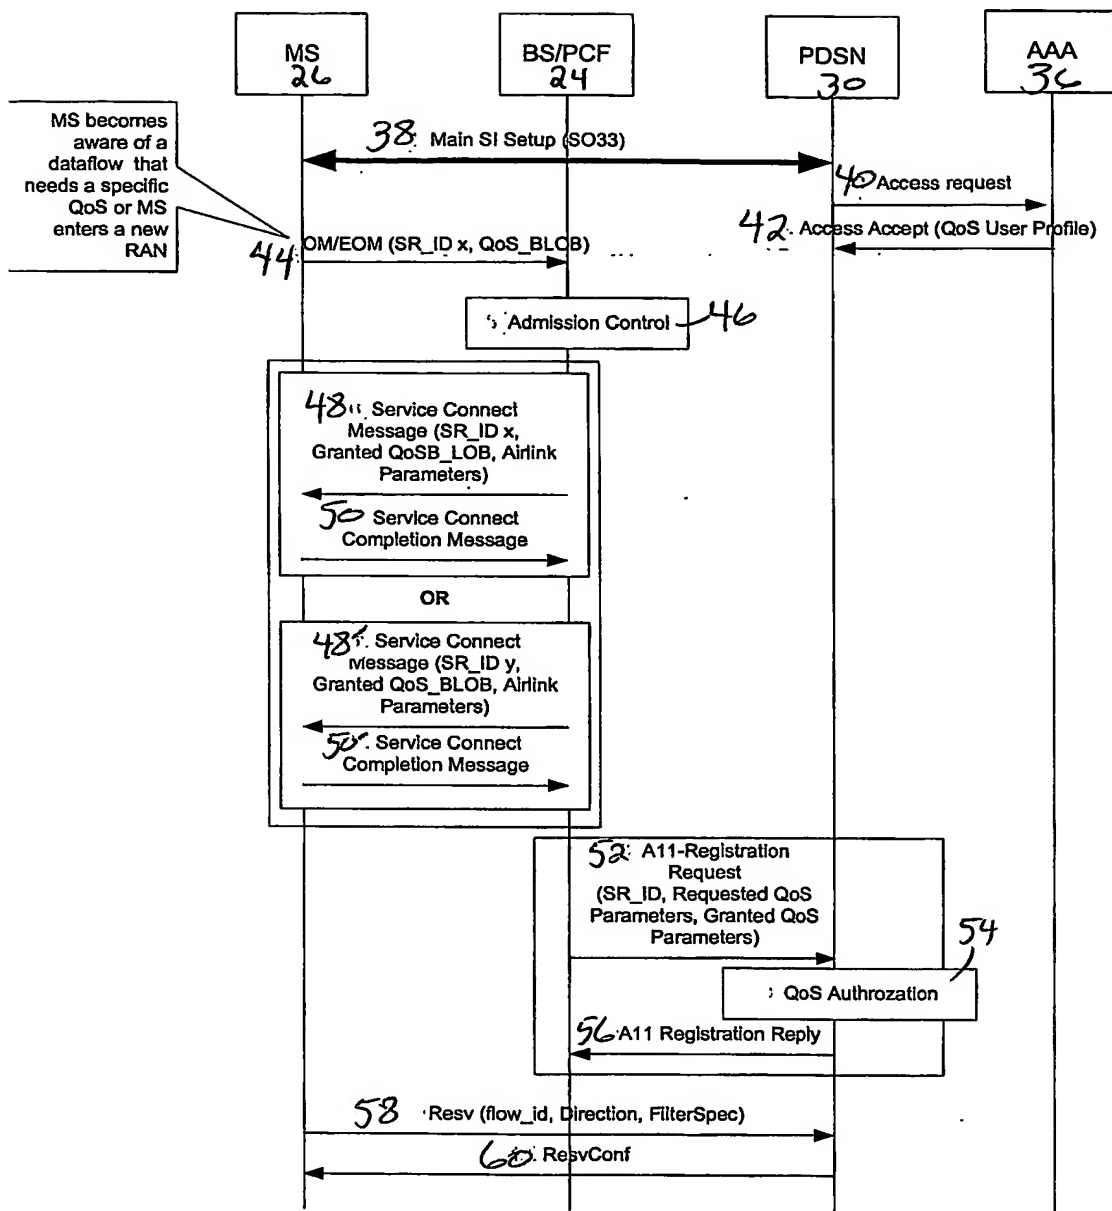 MS
26
BS/PCF
24
PDSN
30
AAA
36
MS becomes
aware of a
dataflow that
needs a specific
QoS or MS
enters a new
RAN
38 Main SI Setup (SO33)
40 Access request
42. Access Accept (QoS User Profile)
44 OM/EOM (SR_ID x, QoS_BLOB)
Admission Control 46
48 Service Connect
Message (SR_ID x,
Granted QoSB_LOB, Airlink
Parameters)
50 Service Connect
Completion Message
OR
48'. Service Connect
Message (SR_ID y,
Granted QoS_BLOB, Airlink
Parameters)
50'. Service Connect
Completion Message
52 A11-Registration
Request
(SR_ID, Requested QoS
Parameters, Granted QoS
Parameters)
54
QoS Authrozation
56 A11 Registration Reply
58 Resv (flow_id, Direction, FilterSpec)
60 ResvConf